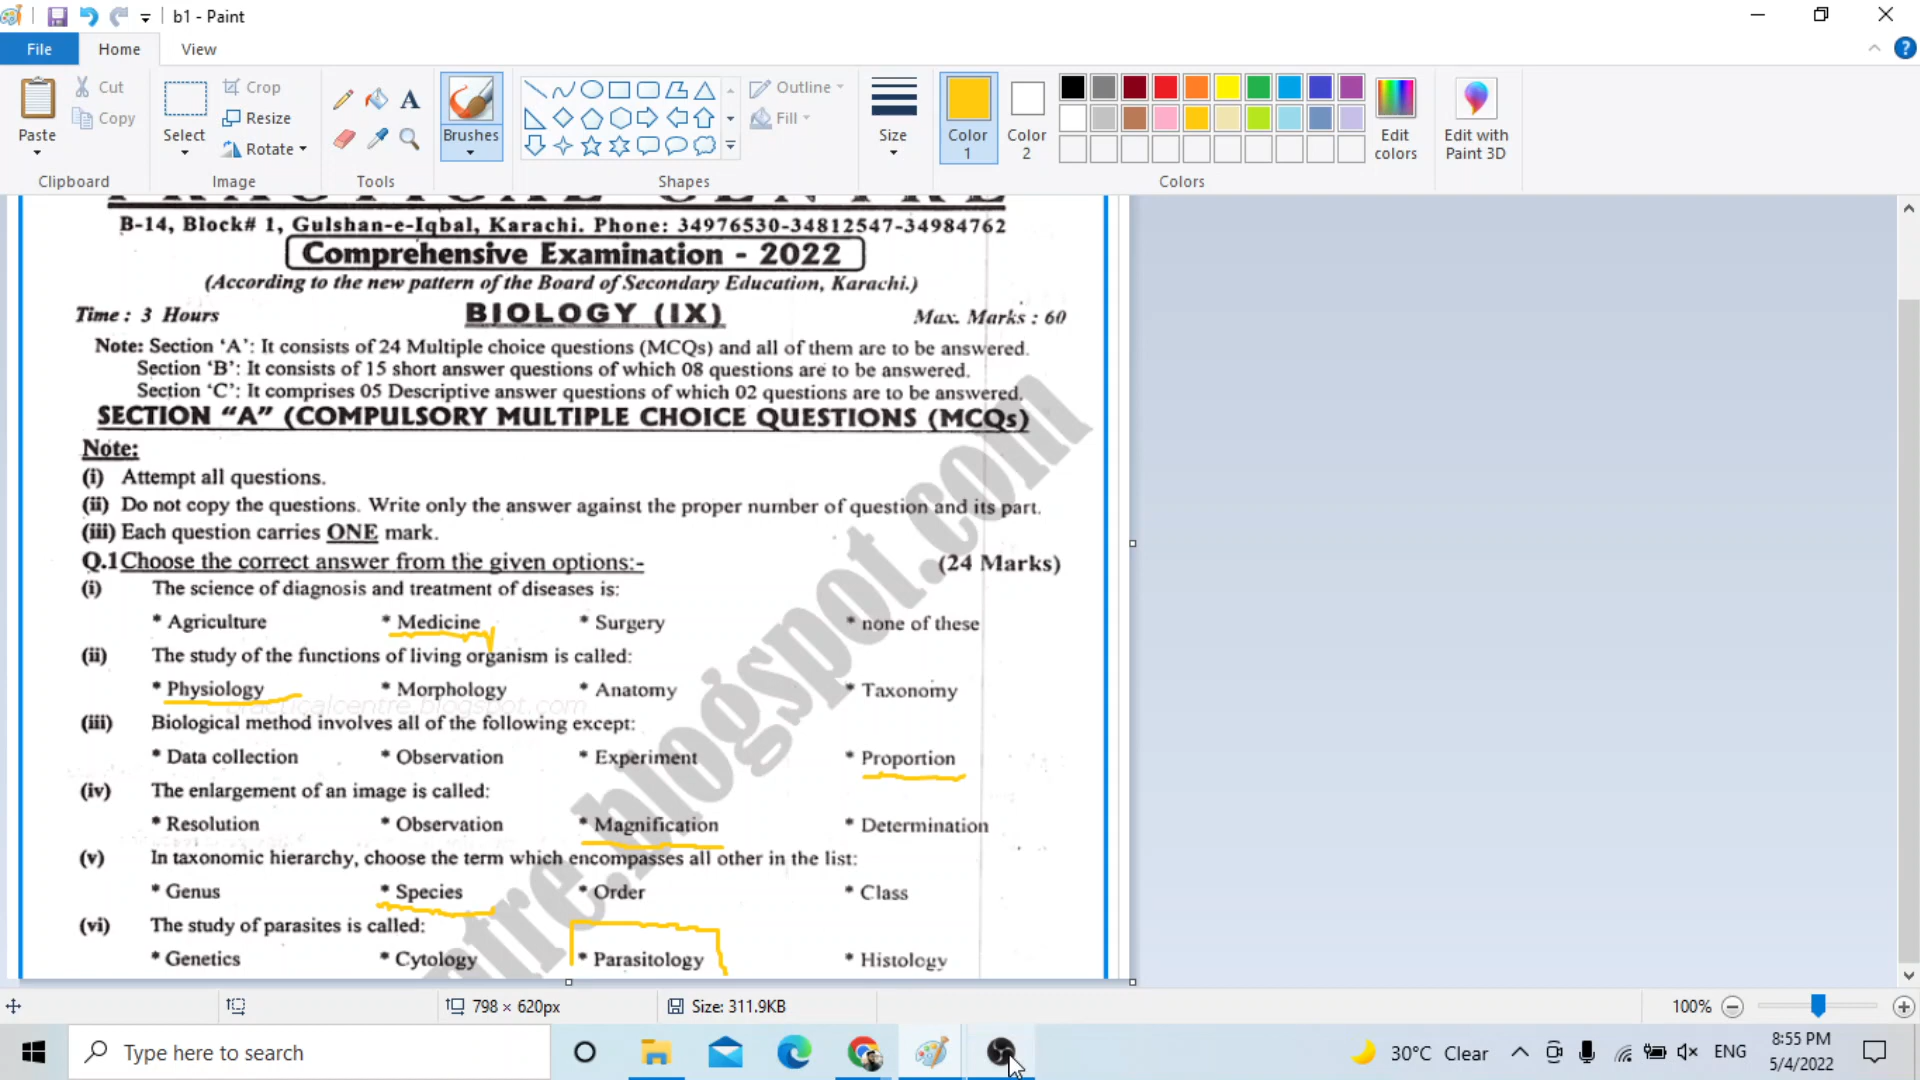 b1 - Paint
File Home View
Cut
Copy
Paste
Clipboard
Crop
Resize
Rotate
Select
Image
A
Tools
Brushes
Outline
Fill
Shapes
Size
Color 1
Color 2
Edit colors
Colors
Edit with Paint 3D
PRACTICAL CENTRE
B-14, Block# 1, Gulshan-e-Iqbal, Karachi. Phone: 34976530-34812547-34984762
Comprehensive Examination - 2022
(According to the new pattern of the Board of Secondary Education, Karachi.)
Time : 3 Hours BIOLOGY (IX) Max. Marks : 60
Note: Section 'A': It consists of 24 Multiple choice questions (MCQs) and all of them are to be answered.
Section 'B': It consists of 15 short answer questions of which 08 questions are to be answered.
Section 'C': It comprises 05 Descriptive answer questions of which 02 questions are to be answered.
SECTION "A" (COMPULSORY MULTIPLE CHOICE QUESTIONS (MCQs)
Note:
(i) Attempt all questions.
(ii) Do not copy the questions. Write only the answer against the proper number of question and its part.
(iii) Each question carries ONE mark.
Q.1 Choose the correct answer from the given options:- (24 Marks)
(i) The science of diagnosis and treatment of diseases is:
* Agriculture * Medicine * Surgery * none of these
(ii) The study of the functions of living organism is called:
* Physiology * Morphology * Anatomy * Taxonomy
practicalcentre.blogspot.com
(iii) Biological method involves all of the following except:
* Data collection * Observation * Experiment * Proportion
(iv) The enlargement of an image is called:
* Resolution * Observation * Magnification * Determination
(v) In taxonomic hierarchy, choose the term which encompasses all other in the list:
* Genus * Species * Order * Class
(vi) The study of parasites is called:
* Genetics * Cytology * Parasitology * Histology
ntre.blogspot.com
798 × 620px
Size: 311.9KB
100%
Type here to search
30°C Clear
ENG
8:55 PM
5/4/2022